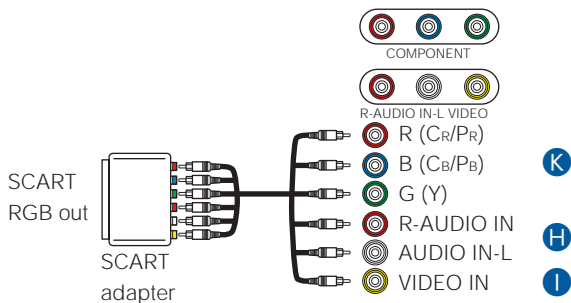 COMPONENT
R-AUDIO IN-L VIDEO
R (CR/PR)
B (CB/PB)
K
G (Y)
SCART
RGB out
R-AUDIO IN
H
AUDIO IN-L
SCART
adapter
VIDEO IN
I